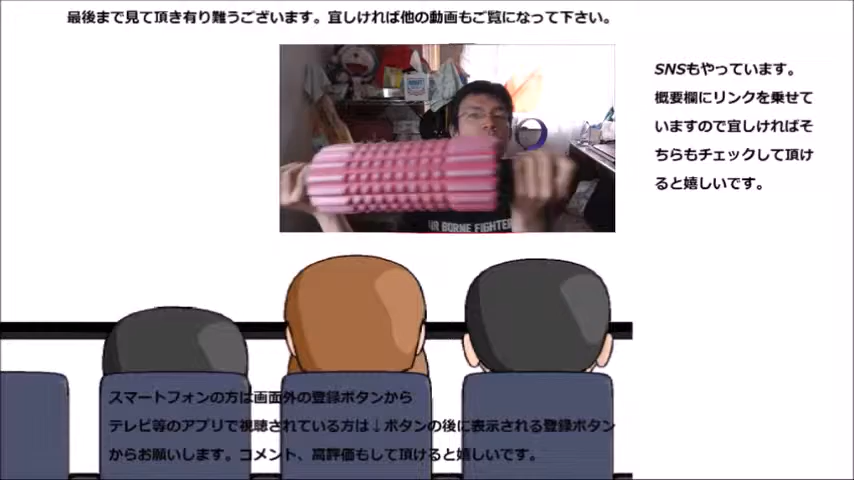 最後まで見て頂き有り難うございます。宜しければ他の動画もご覧になって下さい。
SNSもやっています。
概要欄にリンクを乗せて
いますので宜しければそ
ちらもチェックして頂け
ると嬉しいです。
BORNE FIGHTER
スマートフォンの方は画面外の登録ボタンから
テレビ等のアプリで視聴されている方は↓ボタンの後に表示される登録ボタン
からお願いします。コメント、高評価もして頂けると嬉しいです。